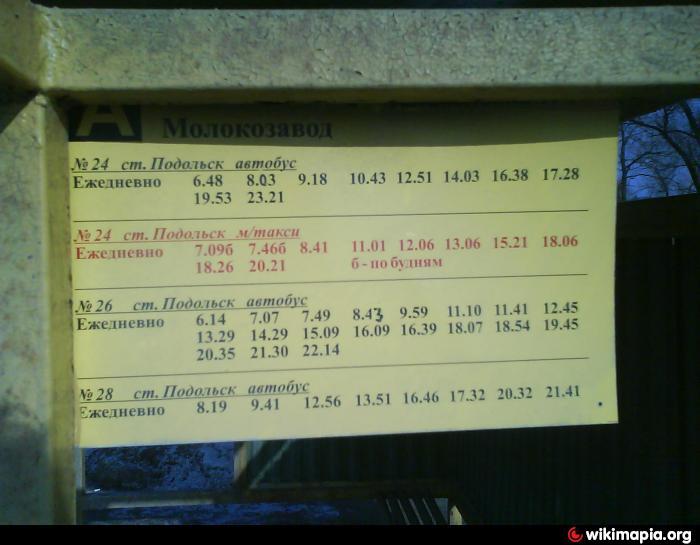 А Молокозавод
№ 24 ст. Подольск автобус
Ежедневно 6.48 8.03 9.18 10.43 12.51 14.03 16.38 17.28
19.53 23.21
№ 24 ст. Подольск м/такси
Ежедневно 7.09б 7.46б 8.41 11.01 12.06 13.06 15.21 18.06
18.26 20.21 б - по будням
№ 26 ст. Подольск автобус
Ежедневно 6.14 7.07 7.49 8.43 9.59 11.10 11.41 12.45
13.29 14.29 15.09 16.09 16.39 18.07 18.54 19.45
20.35 21.30 22.14
№ 28 ст. Подольск автобус
Ежедневно 8.19 9.41 12.56 13.51 16.46 17.32 20.32 21.41
wikimapia.org